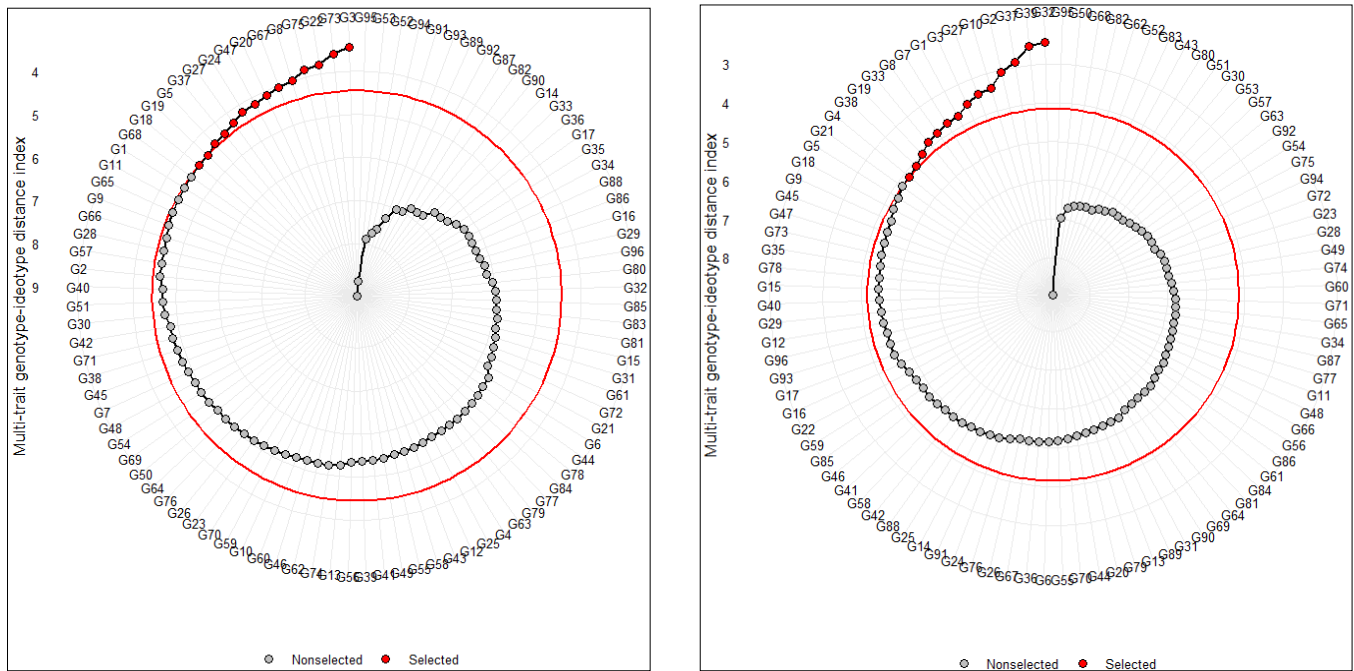 Multi-trait genotype-ideotype distance index
4
5
6
7
8
9
G95
G53
G52
G94
G91
G93
G89
G92
G87
G82
G90
G14
G33
G36
G17
G35
G34
G88
G86
G16
G29
G96
G80
G32
G85
G83
G81
G15
G31
G61
G72
G21
G6
G44
G78
G84
G77
G79
G63
G4
G25
G12
G43
G58
G55
G49
G41
G39
G56
G13
G74
G62
G46
G60
G10
G59
G70
G23
G26
G76
G64
G50
G69
G54
G48
G7
G45
G38
G71
G42
G30
G51
G40
G2
G57
G28
G66
G9
G65
G11
G1
G68
G18
G19
G5
G37
G27
G24
G47
G20
G67
G8
G75
G22
G73
G3
Nonselected Selected
Multi-trait genotype-ideotype distance index
3
4
5
6
7
8
G95
G50
G68
G82
G62
G52
G83
G43
G80
G51
G30
G53
G57
G63
G92
G54
G75
G94
G72
G23
G28
G49
G74
G60
G71
G65
G34
G87
G77
G11
G48
G66
G56
G86
G61
G84
G81
G64
G69
G90
G31
G89
G13
G79
G20
G44
G70
G55
G6
G36
G67
G26
G76
G24
G91
G14
G25
G88
G42
G58
G41
G46
G85
G59
G22
G16
G17
G93
G96
G12
G29
G40
G15
G78
G35
G73
G47
G45
G9
G18
G5
G21
G4
G38
G19
G33
G8
G7
G1
G3
G27
G10
G2
G37
G39
G32
Nonselected Selected